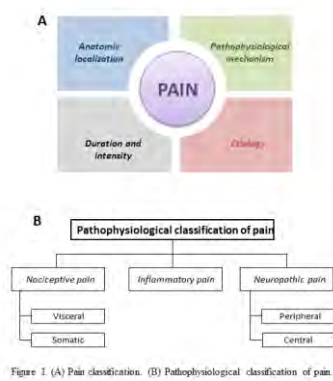 A
Anatomic
localization
Pathophysiological
mechanism
PAIN
Duration and
intensity
Etiology
B
Pathophysiological classification of pain
Nociceptive pain
Inflammatory pain
Neuropathic pain
Visceral
Peripheral
Somatic
Central
Figure 1 (A) Pain classification. (B) Pathophysiological classification of pain.